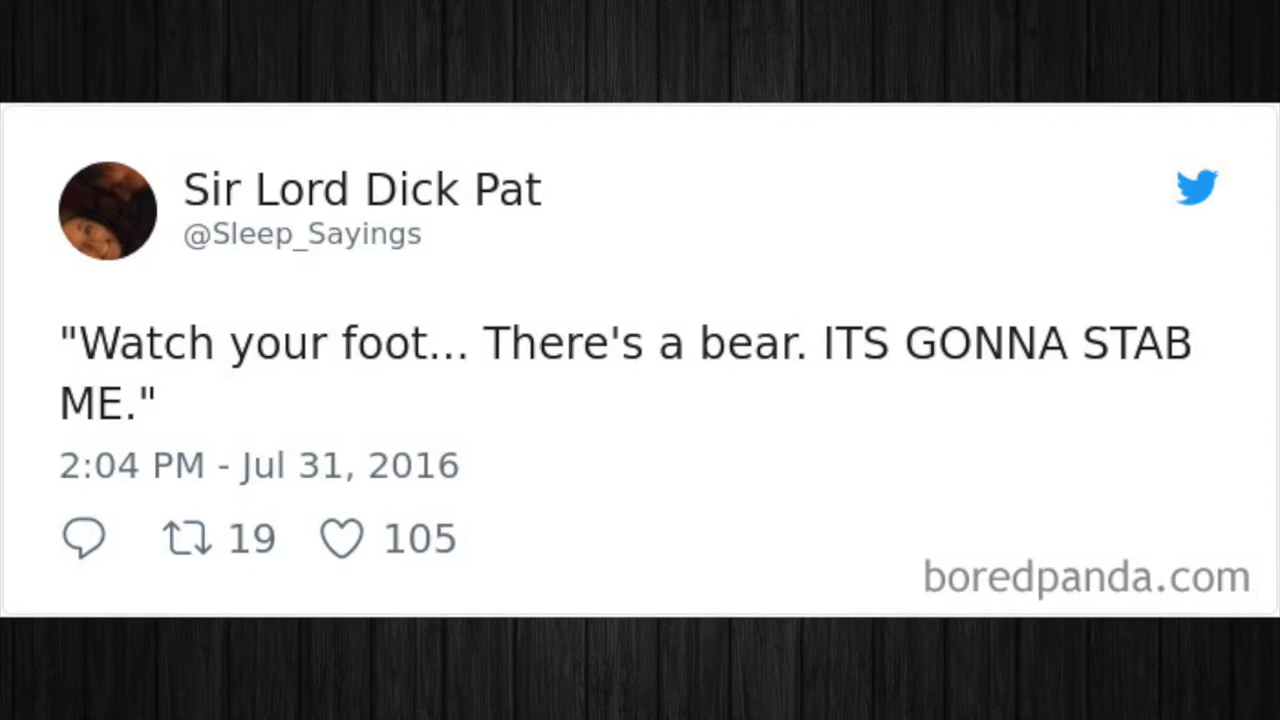 Sir Lord Dick Pat
@Sleep_Sayings
"Watch your foot... There's a bear. ITS GONNA STAB
ME."
2:04 PM - Jul 31, 2016
19 105
boredpanda.com